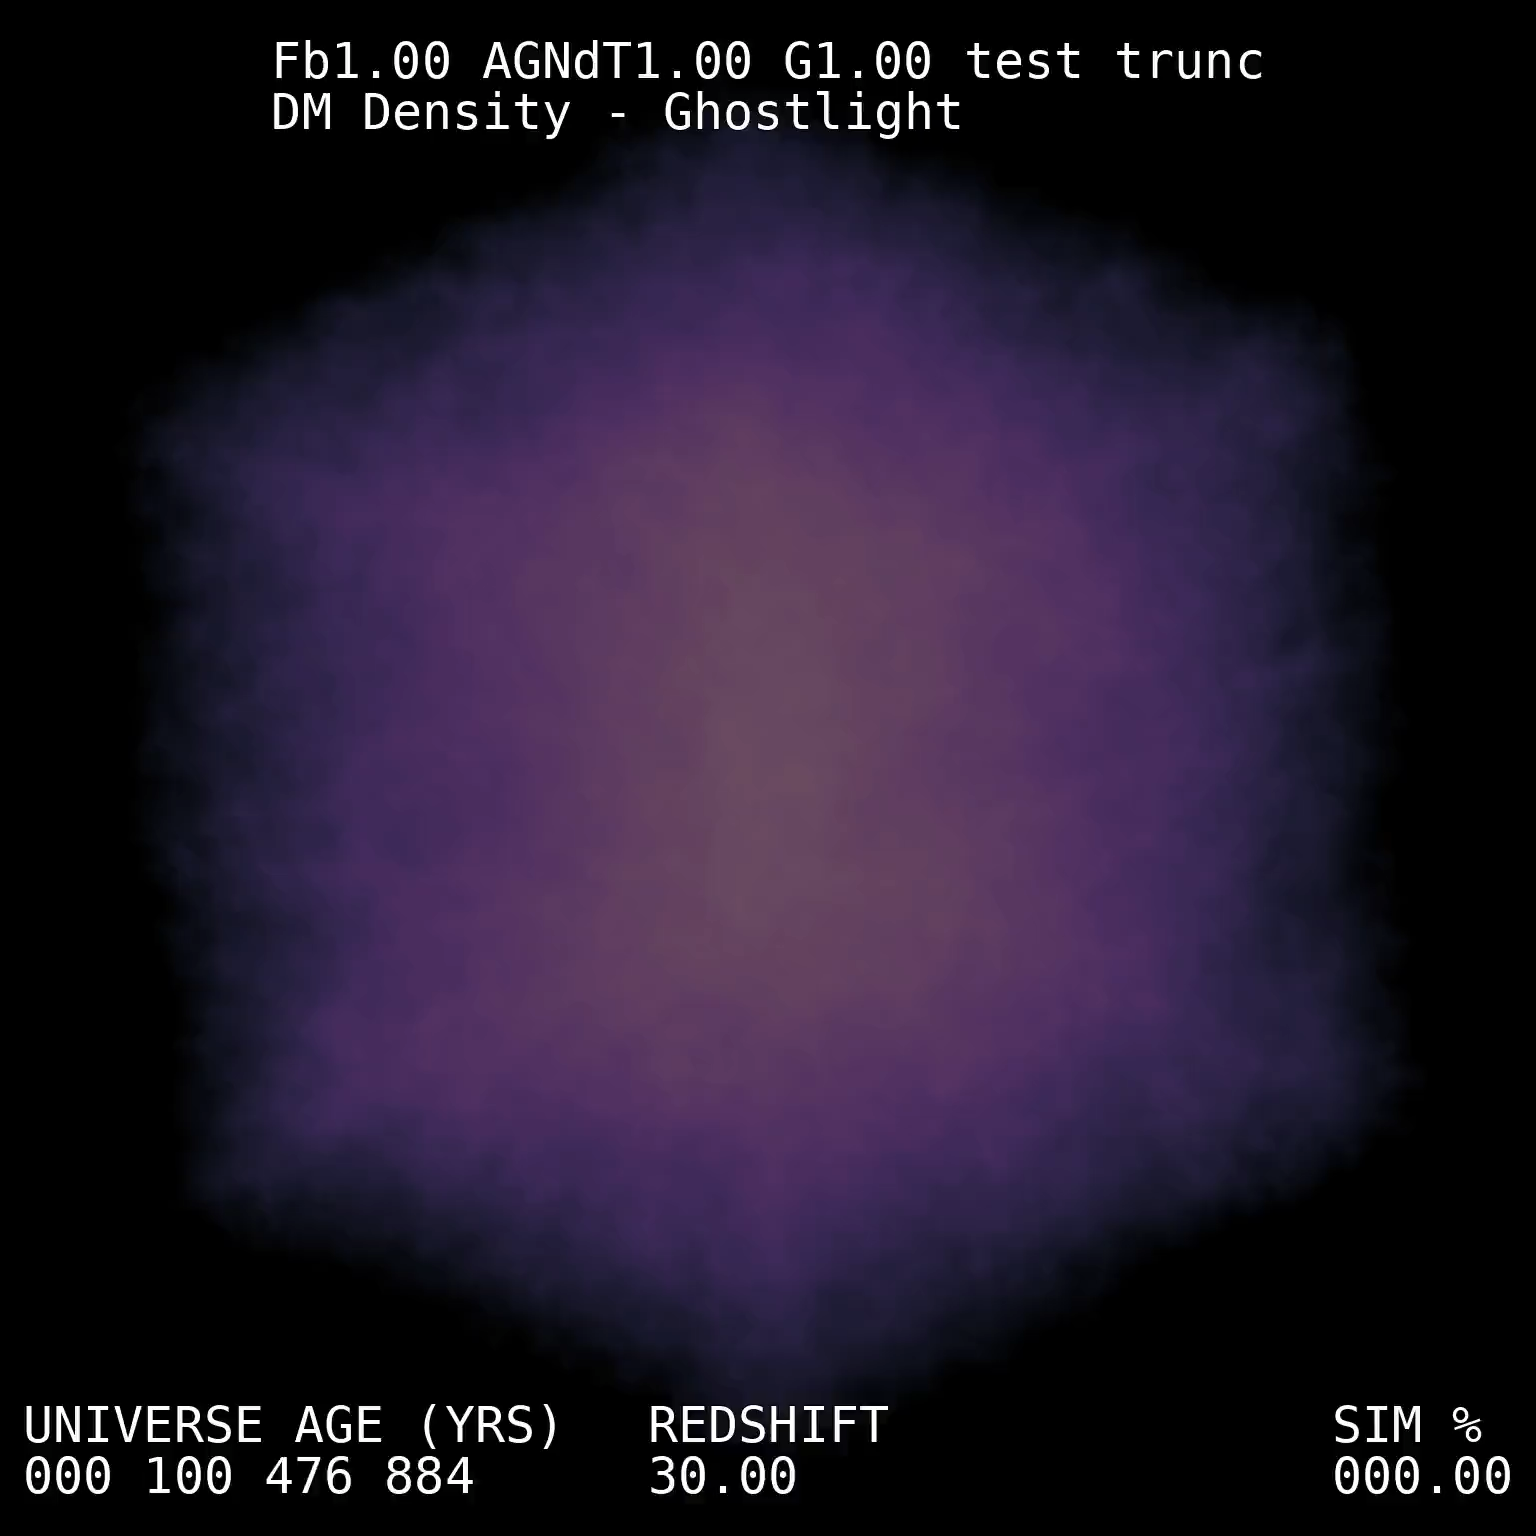 Fb1.00 AGNdT1.00 G1.00 test trunc
DM Density - Ghostlight
UNIVERSE AGE (YRS) REDSHIFT SIM %
000 100 476 884 30.00 000.00